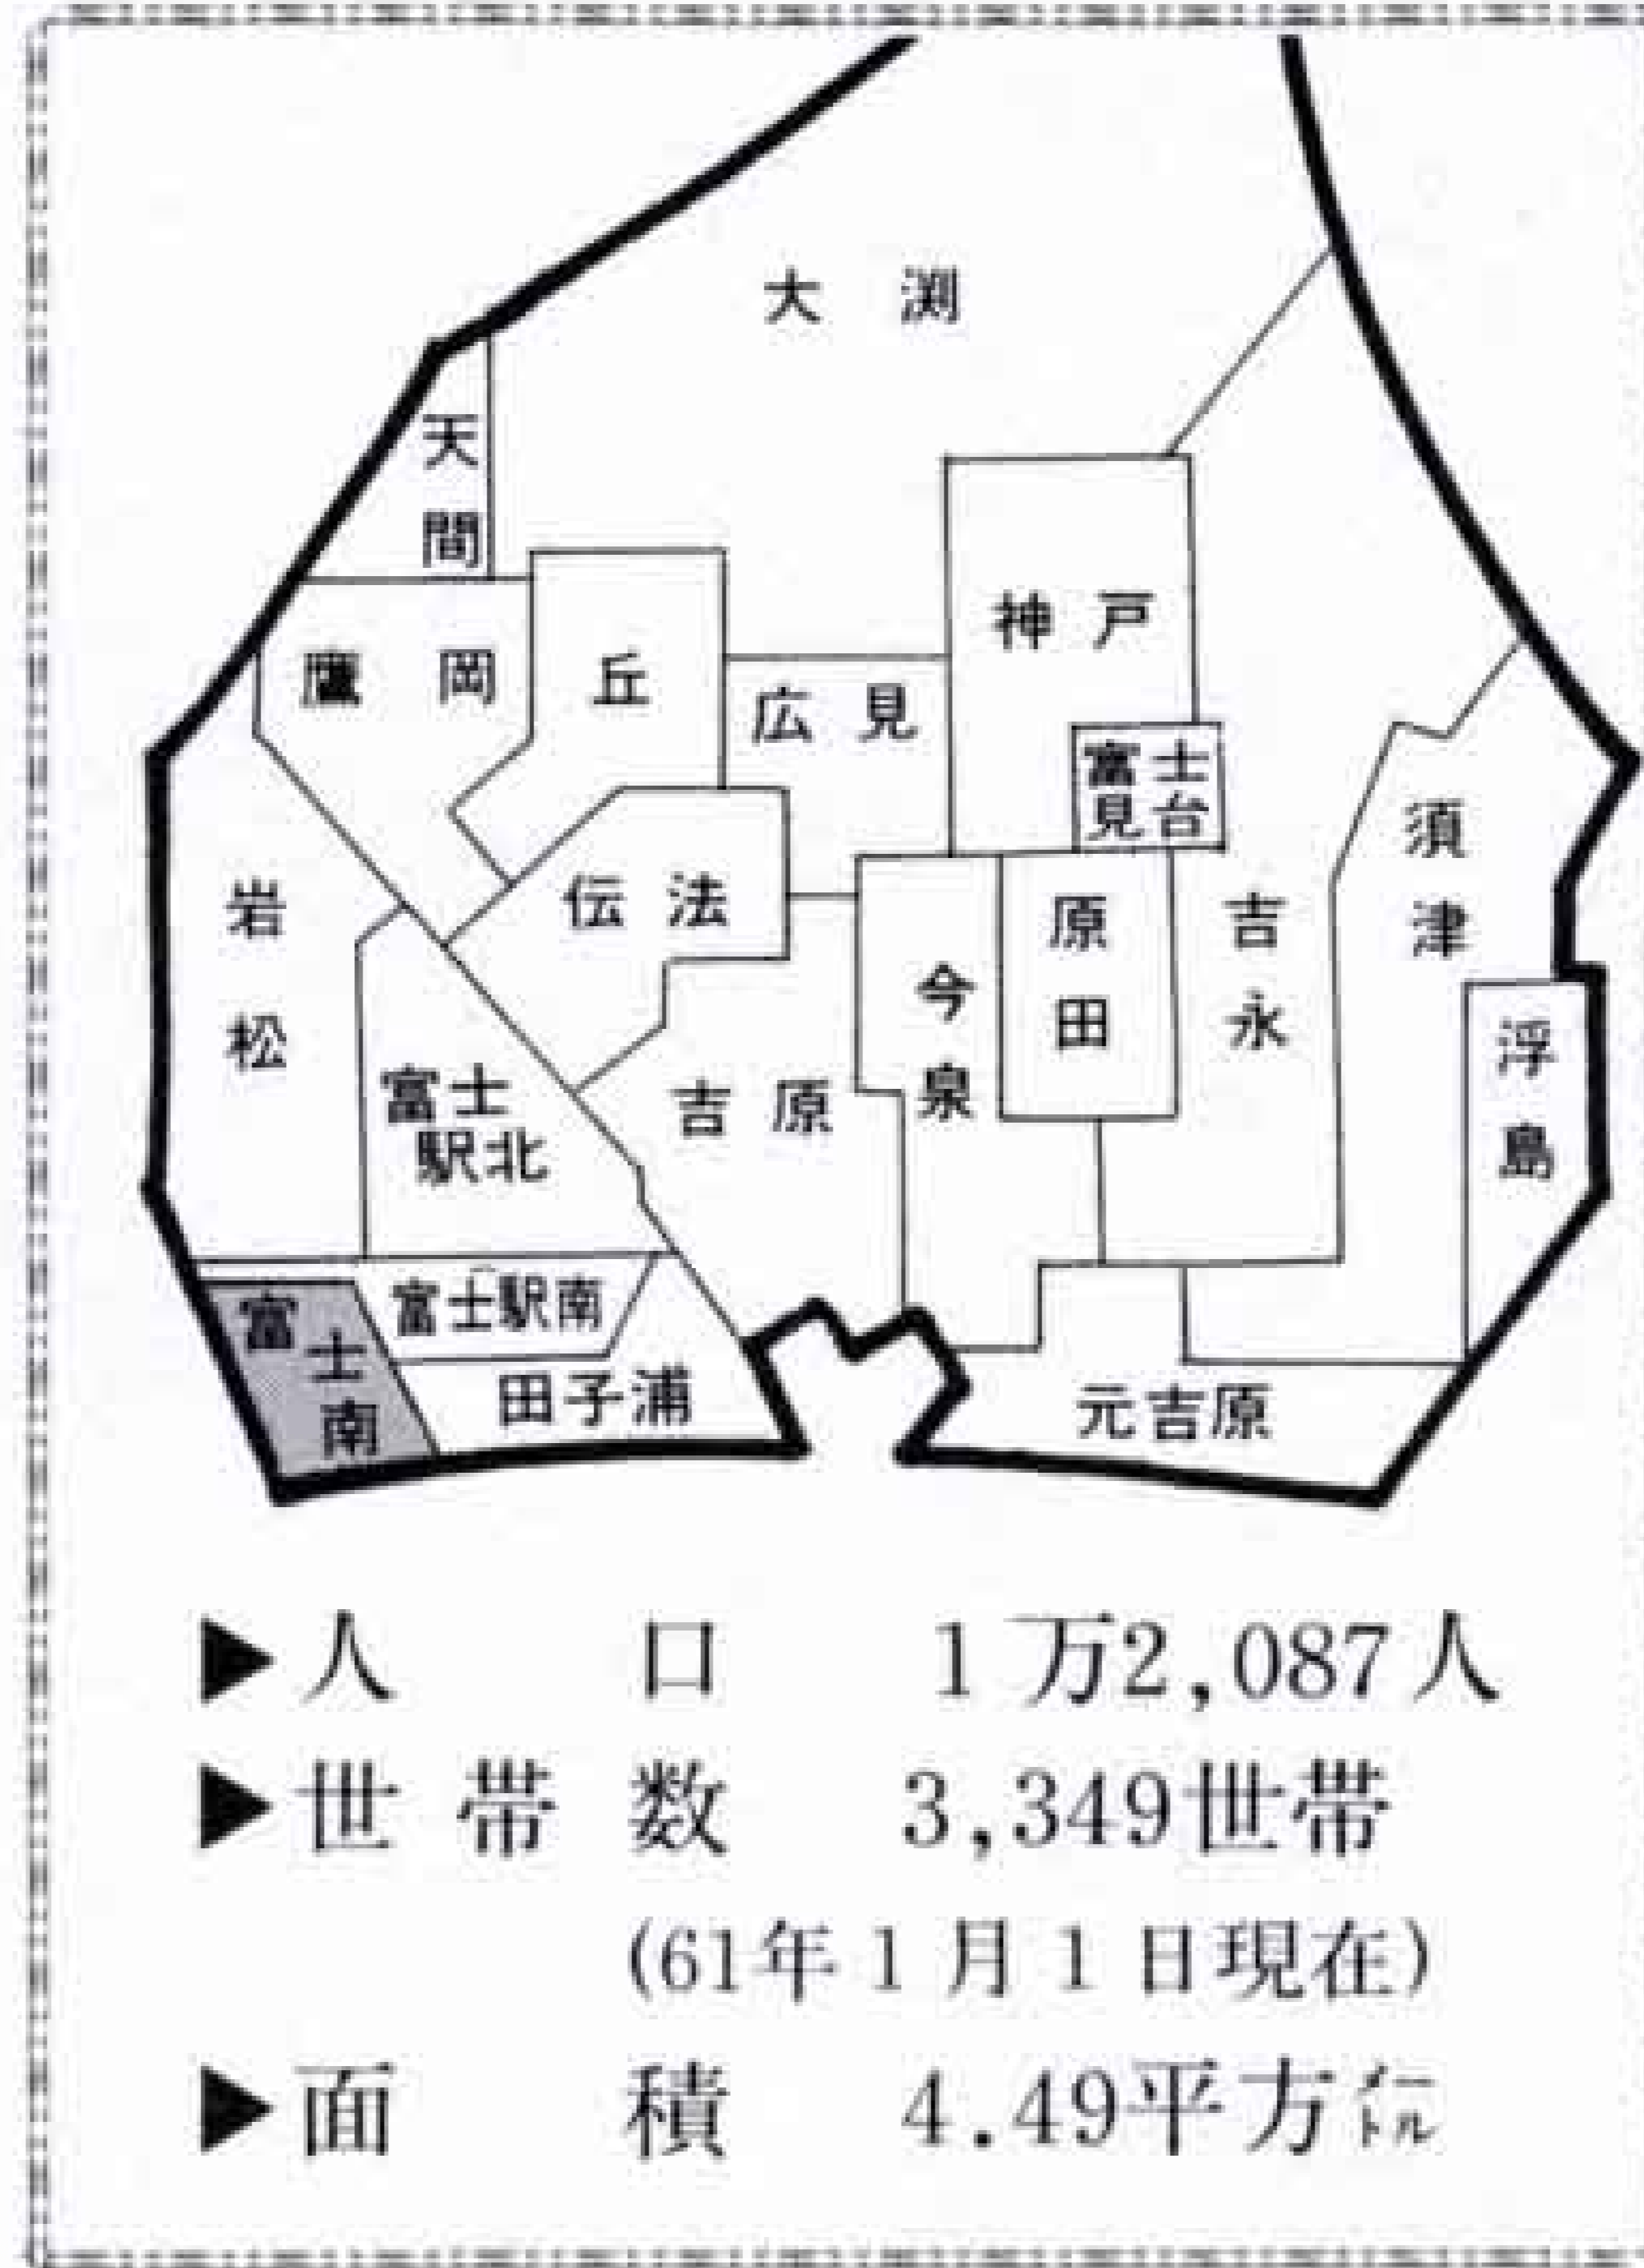 大渕
天間
神戸
鷹岡
丘
広見
富士
見台
須津
岩松
伝法
原田
吉永
今泉
浮島
富士
駅北
吉原
富士南
富士駅南
田子浦
元吉原
▶人口 1万2,087人
▶世帯数 3,349世帯
(61年1月1日現在)
▶面積 4.49平方メートル